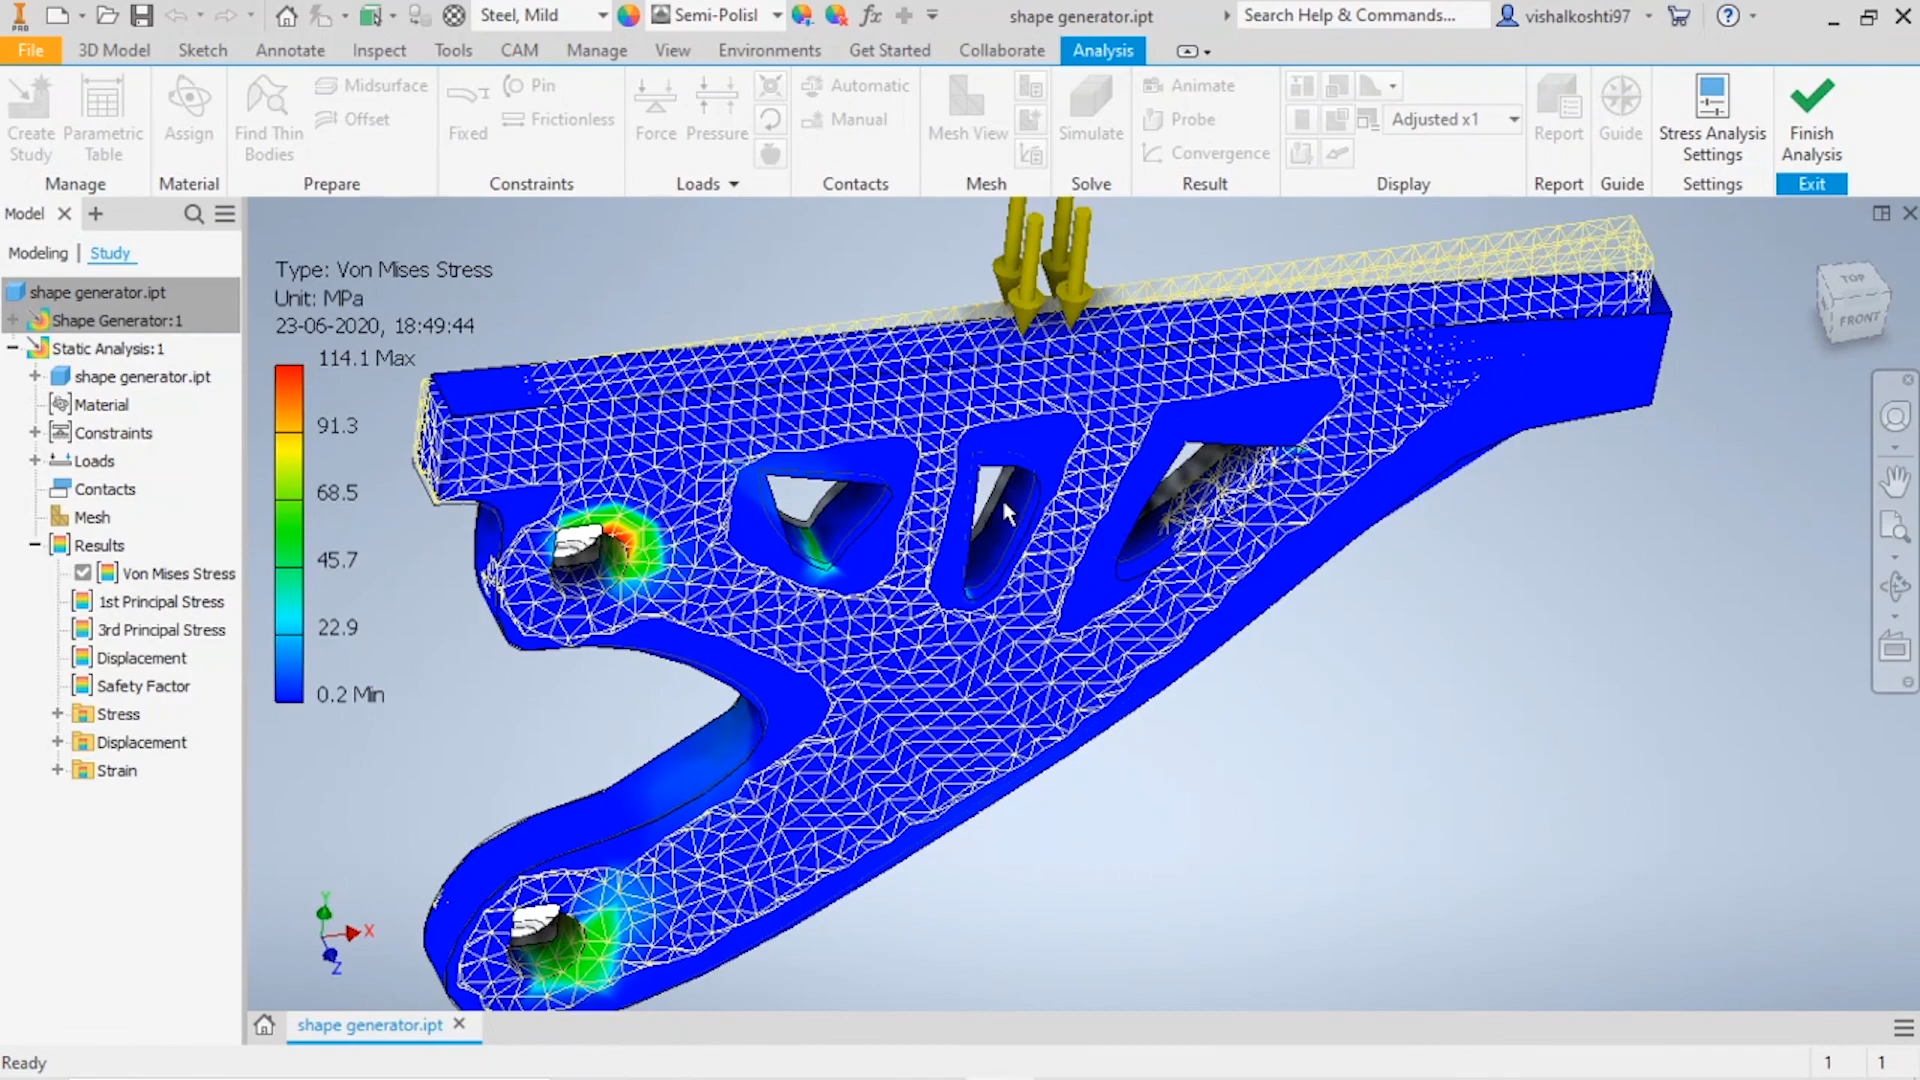 PRO
Steel, Mild
Semi-Polisl
fx
shape generator.ipt
Search Help & Commands...
vishalkoshti97
File
3D Model
Sketch
Annotate
Inspect
Tools
CAM
Manage
View
Environments
Get Started
Collaborate
Analysis
Create Study
Parametric Table
Assign
Find Thin Bodies
Midsurface
Offset
Fixed
Pin
Frictionless
Force
Pressure
Automatic
Manual
Mesh View
Simulate
Animate
Probe
Convergence
Adjusted x1
Report
Guide
Stress Analysis Settings
Finish Analysis
Manage
Material
Prepare
Constraints
Loads
Contacts
Mesh
Solve
Result
Display
Report
Guide
Settings
Exit
Model
Modeling
Study
shape generator.ipt
Shape Generator:1
Static Analysis:1
shape generator.ipt
Material
Constraints
Loads
Contacts
Mesh
Results
Von Mises Stress
1st Principal Stress
3rd Principal Stress
Displacement
Safety Factor
Stress
Displacement
Strain
Type: Von Mises Stress
Unit: MPa
23-06-2020, 18:49:44
114.1 Max
91.3
68.5
45.7
22.9
0.2 Min
TOP
FRONT
Y
X
Z
shape generator.ipt
Ready
1
1